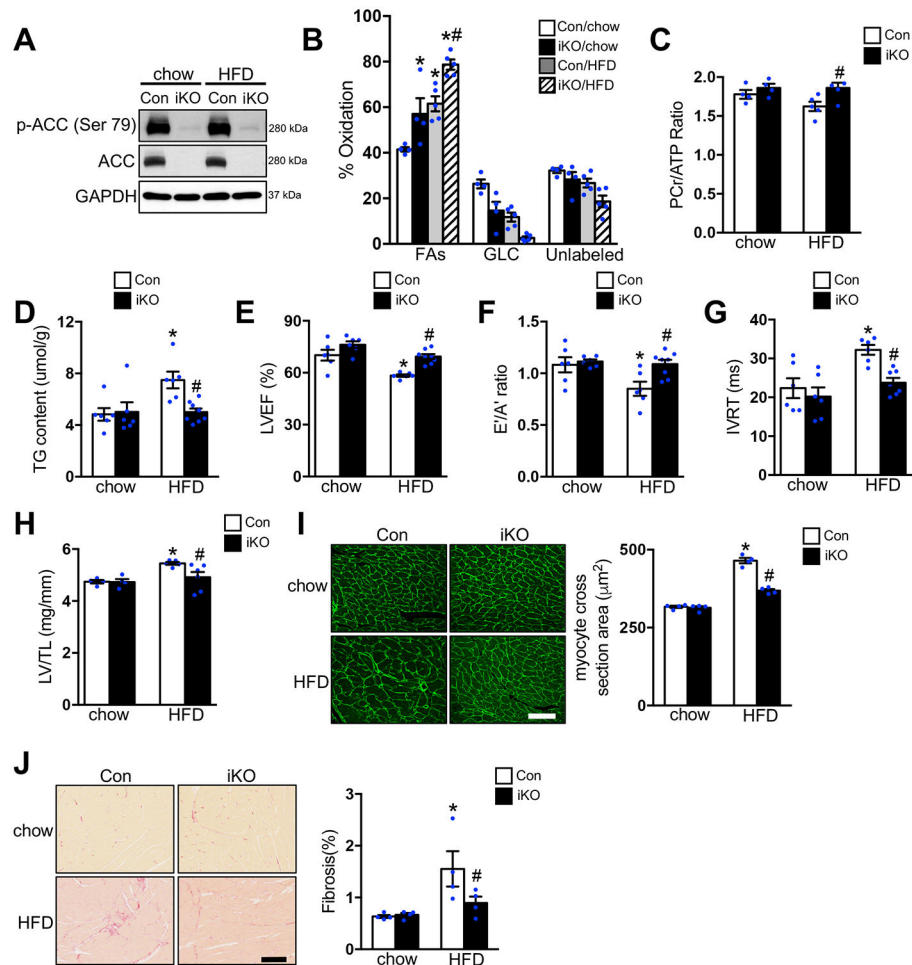 A
chow HFD
Con iKO Con iKO
p-ACC (Ser 79) 280 kDa
ACC 280 kDa
GAPDH 37 kDa
B
% Oxidation
100
80
60
40
20
0
* * *#
FAs GLC Unlabeled
Con/chow
iKO/chow
Con/HFD
iKO/HFD
C
Con
iKO
PCr/ATP Ratio
2.0
1.5
1.0
0.5
0.0
#
chow HFD
D
Con
iKO
TG content (umol/g)
12
8
4
0
*
#
chow HFD
E
Con
iKO
LVEF (%)
90
60
30
0
*
#
chow HFD
F
Con
iKO
E'/A' ratio
1.5
1.0
0.5
0.0
*
#
chow HFD
G
Con
iKO
IVRT (ms)
40
30
20
10
0
*
#
chow HFD
H
Con
iKO
LV/TL (mg/mm)
6
4
2
0
*
#
chow HFD
I
Con iKO
chow
HFD
myocyte cross
section area (μm²)
500
250
0
*
#
chow HFD
Con
iKO
J
Con iKO
chow
HFD
Fibrosis(%)
3
2
1
0
*
#
chow HFD
Con
iKO